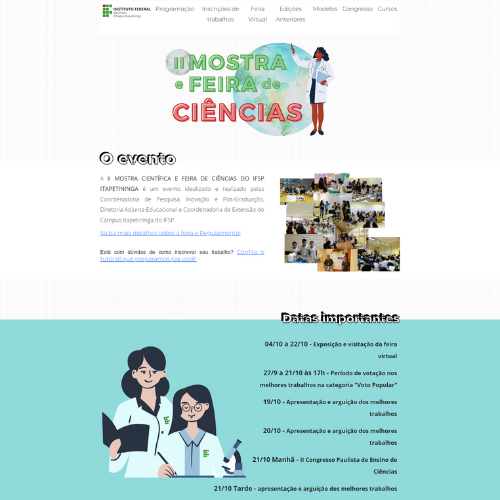 INSTITUTO FEDERAL
São Paulo
Câmpus Itapetininga
Programação
Inscrições de
trabalhos
Feira
Virtual
Edições
Anteriores
Modelos
Congresso
Cursos
II MOSTRA
e FEIRA de
CIÊNCIAS
O evento
A II MOSTRA CIENTÍFICA E FEIRA DE CIÊNCIAS DO IFSP
ITAPETININGA é um evento idealizado e realizado pelas
Coordenadoria de Pesquisa, Inovação e Pós-Graduação,
Diretoria Adjunta Educacional e Coordenadoria de Extensão do
Câmpus Itapetininga do IFSP.
Saiba mais detalhes sobre a feira o Regulamento!
Está com dúvidas de como inscrever seu trabalho? Confira o
tutorial que preparamos pra você!
Datas importantes
04/10 a 22/10 - Exposição e visitação da feira
virtual
27/9 a 21/10 às 17h - Período de votação nos
melhores trabalhos na categoria "Voto Popular"
19/10 - Apresentação e arguição dos melhores
trabalhos
20/10 - Apresentação e arguição dos melhores
trabalhos
21/10 Manhã - II Congresso Paulista de Ensino de
Ciências
21/10 Tarde - apresentação e arguição dos melhores trabalhos